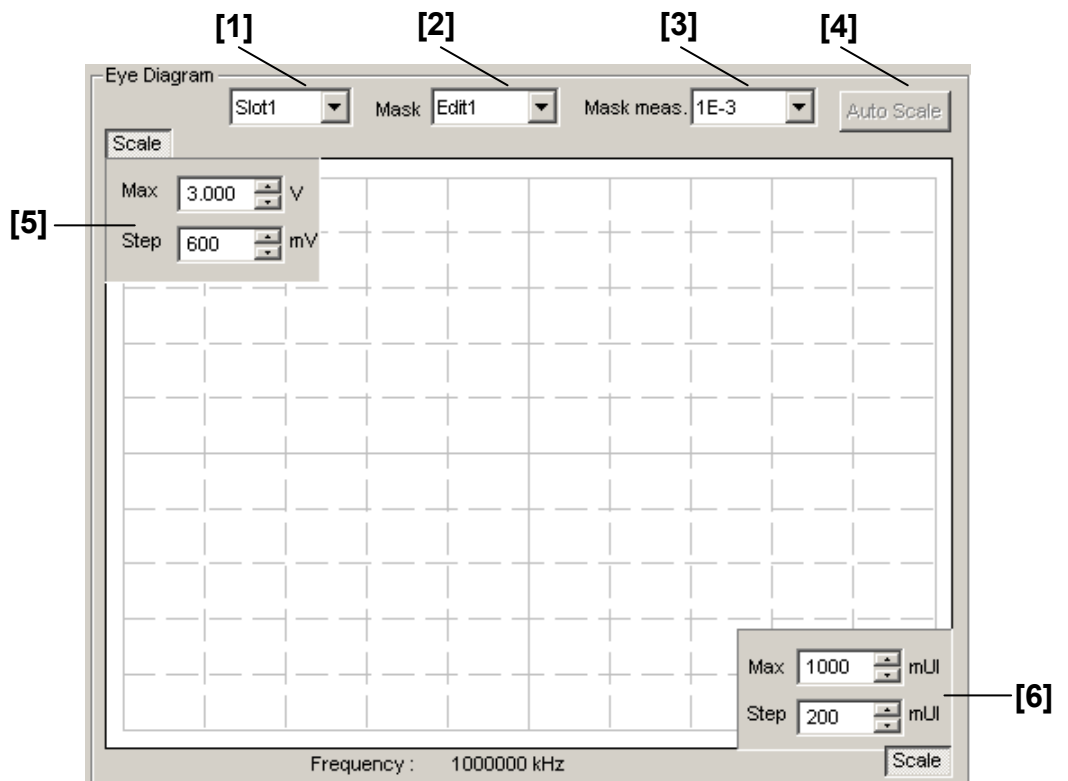 [1] [2] [3] [4]
Eye Diagram
Slot1 Mask Edit1 Mask meas. 1E-3 Auto Scale
Scale
Max 3.000 V
[5]
Step 600 mV
Max 1000 mUI
[6]
Step 200 mUI
Frequency : 1000000 kHz Scale